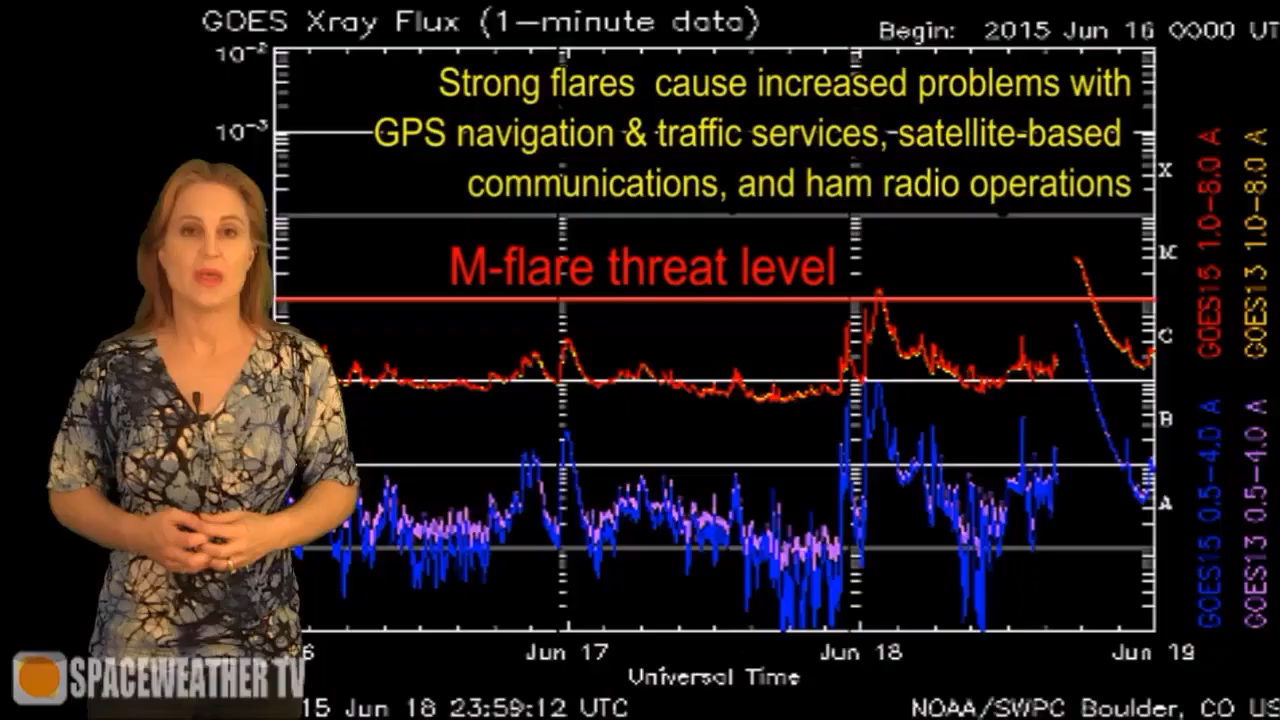 GOES Xray Flux (1-minute data)
Begin: 2015 Jun 16 0000 UT
10-2
Strong flares cause increased problems with
10-3
GPS navigation & traffic services, satellite-based
communications, and ham radio operations
X
M-flare threat level
M
C
B
A
GOES15 1.0-8.0 A
GOES13 1.0-8.0 A
GOES15 0.5-4.0 A
GOES13 0.5-4.0 A
6
Jun 17
Jun 18
Jun 19
Universal Time
SPACEWEATHER TV
15 Jun 18 23:59:12 UTC
NOAA/SWPC Boulder, CO US